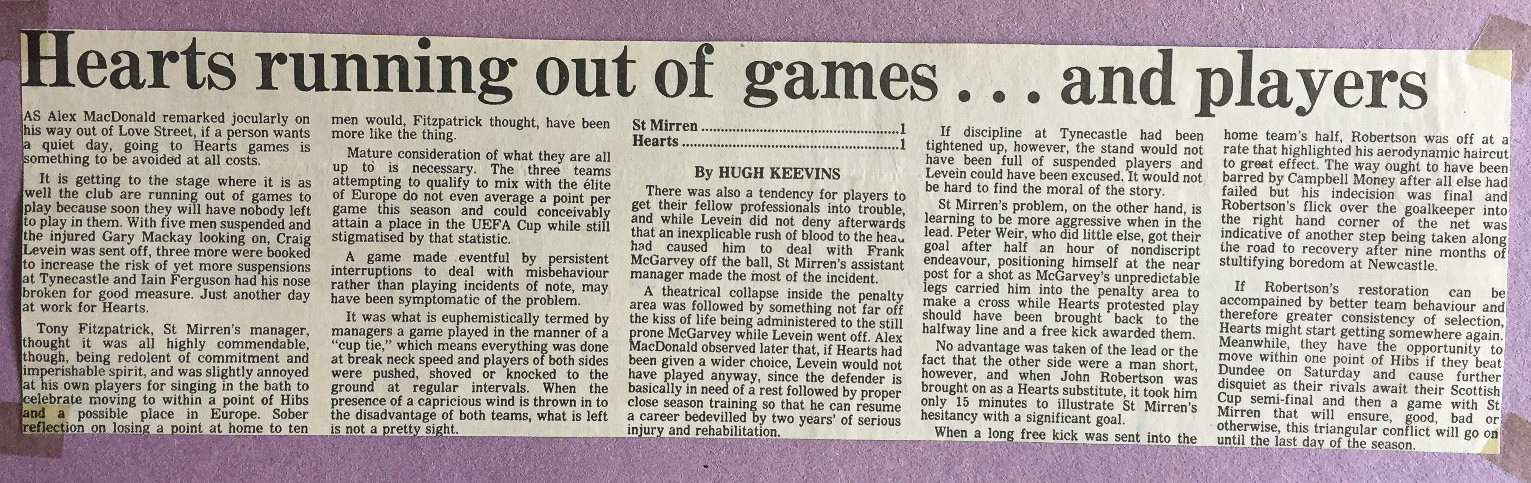 Hearts running out of games . . . and players
AS Alex MacDonald remarked jocularly on
his way out of Love Street, if a person wants
a quiet day, going to Hearts games is
something to be avoided at all costs.
It is getting to the stage where it is as
well the club are running out of games to
play because soon they will have nobody left
to play in them. With five men suspended and
the injured Gary Mackay looking on, Craig
Levein was sent off, three more were booked
to increase the risk of yet more suspensions
at Tynecastle and Iain Ferguson had his nose
broken for good measure. Just another day
at work for Hearts.
Tony Fitzpatrick, St Mirren's manager,
thought it was all highly commendable,
though, being redolent of commitment and
imperishable spirit, and was slightly annoyed
at his own players for singing in the bath to
celebrate moving to within a point of Hibs
and a possible place in Europe. Sober
reflection on losing a point at home to ten
men would, Fitzpatrick thought, have been
more like the thing.
Mature consideration of what they are all
up to is necessary. The three teams
attempting to qualify to mix with the élite
of Europe do not even average a point per
game this season and could conceivably
attain a place in the UEFA Cup while still
stigmatised by that statistic.
A game made eventful by persistent
interruptions to deal with misbehaviour
rather than playing incidents of note, may
have been symptomatic of the problem.
It was what is euphemistically termed by
managers a game played in the manner of a
"cup tie," which means everything was done
at break neck speed and players of both sides
were pushed, shoved or knocked to the
ground at regular intervals. When the
presence of a capricious wind is thrown in to
the disadvantage of both teams, what is left
is not a pretty sight.
St Mirren ............................................1
Hearts ................................................1
By HUGH KEEVINS
There was also a tendency for players to
get their fellow professionals into trouble,
and while Levein did not deny afterwards
that an inexplicable rush of blood to the head
had caused him to deal with Frank
McGarvey off the ball, St Mirren's assistant
manager made the most of the incident.
A theatrical collapse inside the penalty
area was followed by something not far off
the kiss of life being administered to the still
prone McGarvey while Levein went off. Alex
MacDonald observed later that, if Hearts had
been given a wider choice, Levein would not
have played anyway, since the defender is
basically in need of a rest followed by proper
close season training so that he can resume
a career bedevilled by two years' of serious
injury and rehabilitation.
If discipline at Tynecastle had been
tightened up, however, the stand would not
have been full of suspended players and
Levein could have been excused. It would not
be hard to find the moral of the story.
St Mirren's problem, on the other hand, is
learning to be more aggressive when in the
lead. Peter Weir, who did little else, got their
goal after half an hour of nondiscript
endeavour, positioning himself at the near
post for a shot as McGarvey's unpredictable
legs carried him into the penalty area to
make a cross while Hearts protested play
should have been brought back to the
halfway line and a free kick awarded them.
No advantage was taken of the lead or the
fact that the other side were a man short,
however, and when John Robertson was
brought on as a Hearts substitute, it took him
only 15 minutes to illustrate St Mirren's
hesitancy with a significant goal.
When a long free kick was sent into the
home team's half, Robertson was off at a
rate that highlighted his aerodynamic haircut
to great effect. The way ought to have been
barred by Campbell Money after all else had
failed but his indecision was final and
Robertson's flick over the goalkeeper into
the right hand corner of the net was
indicative of another step being taken along
the road to recovery after nine months of
stultifying boredom at Newcastle.
If Robertson's restoration can be
accompanied by better team behaviour and
therefore greater consistency of selection,
Hearts might start getting somewhere again.
Meanwhile, they have the opportunity to
move within one point of Hibs if they beat
Dundee on Saturday and cause further
disquiet as their rivals await their Scottish
Cup semi-final and then a game with St
Mirren that will ensure, good, bad or
otherwise, this triangular conflict will go on
until the last day of the season.